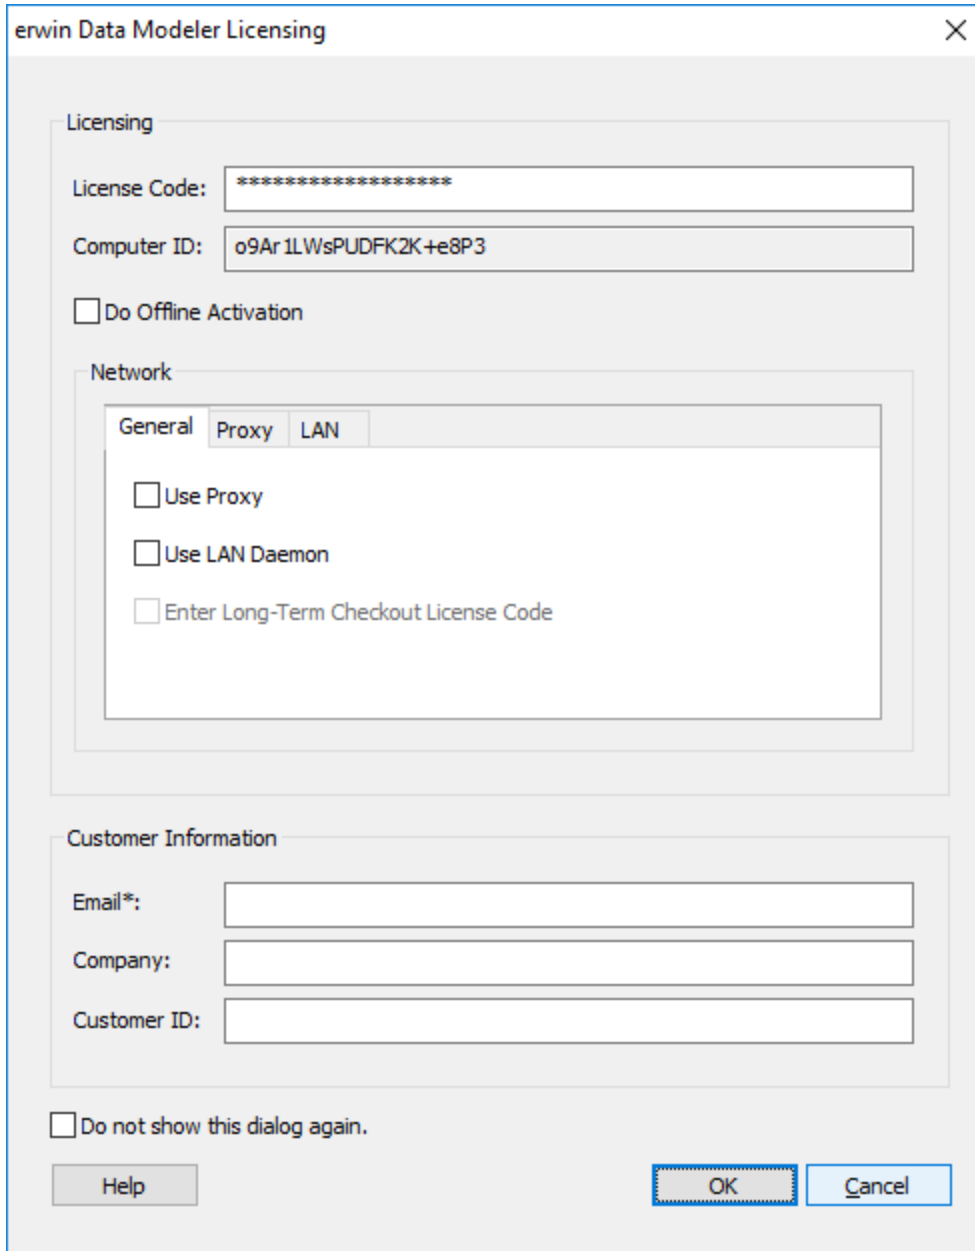 erwin Data Modeler Licensing
Licensing
License Code: ******************
Computer ID: o9Ar1LWsPUDFK2K+e8P3
Do Offline Activation
Network
General Proxy LAN
Use Proxy
Use LAN Daemon
Enter Long-Term Checkout License Code
Customer Information
Email*:
Company:
Customer ID:
Do not show this dialog again.
Help OK Cancel